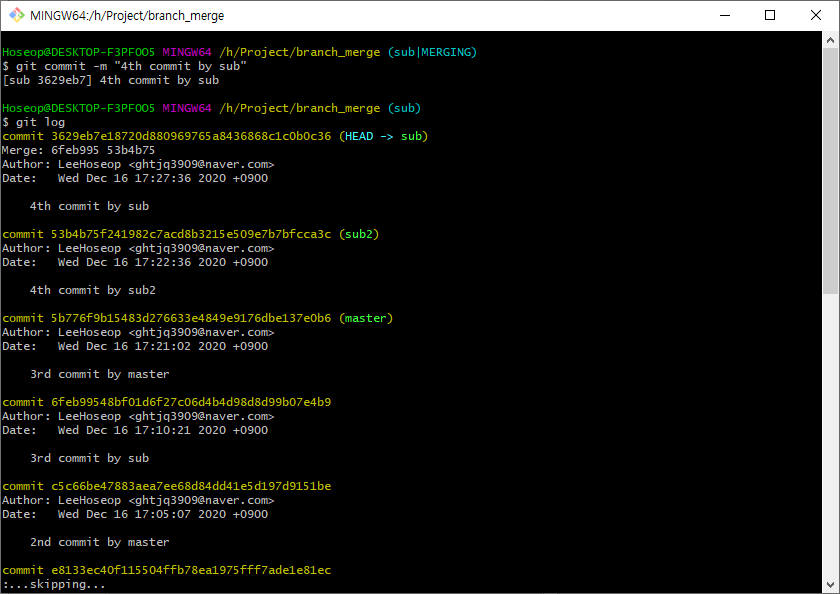 MINGW64:/h/Project/branch_merge
Hoseop@DESKTOP-F3PFOO5 MINGW64 /h/Project/branch_merge (sub|MERGING)
$ git commit -m "4th commit by sub"
[sub 3629eb7] 4th commit by sub
Hoseop@DESKTOP-F3PFOO5 MINGW64 /h/Project/branch_merge (sub)
$ git log
commit 3629eb7e18720d880969765a8436868c1c0b0c36 (HEAD -> sub)
Merge: 6feb995 53b4b75
Author: LeeHoseop <ghtjq3909@naver.com>
Date:   Wed Dec 16 17:27:36 2020 +0900
    4th commit by sub
commit 53b4b75f241982c7acd8b3215e509e7b7bfcca3c (sub2)
Author: LeeHoseop <ghtjq3909@naver.com>
Date:   Wed Dec 16 17:22:36 2020 +0900
    4th commit by sub2
commit 5b776f9b15483d276633e4849e9176dbe137e0b6 (master)
Author: LeeHoseop <ghtjq3909@naver.com>
Date:   Wed Dec 16 17:21:02 2020 +0900
    3rd commit by master
commit 6feb99548bf01d6f27c06d4b4d98d8d99b07e4b9
Author: LeeHoseop <ghtjq3909@naver.com>
Date:   Wed Dec 16 17:10:21 2020 +0900
    3rd commit by sub
commit c5c66be47883aea7ee68d84dd41e5d197d9151be
Author: LeeHoseop <ghtjq3909@naver.com>
Date:   Wed Dec 16 17:05:07 2020 +0900
    2nd commit by master
commit e8133ec40f115504ffb78ea1975fff7ade1e81ec
:...skipping...